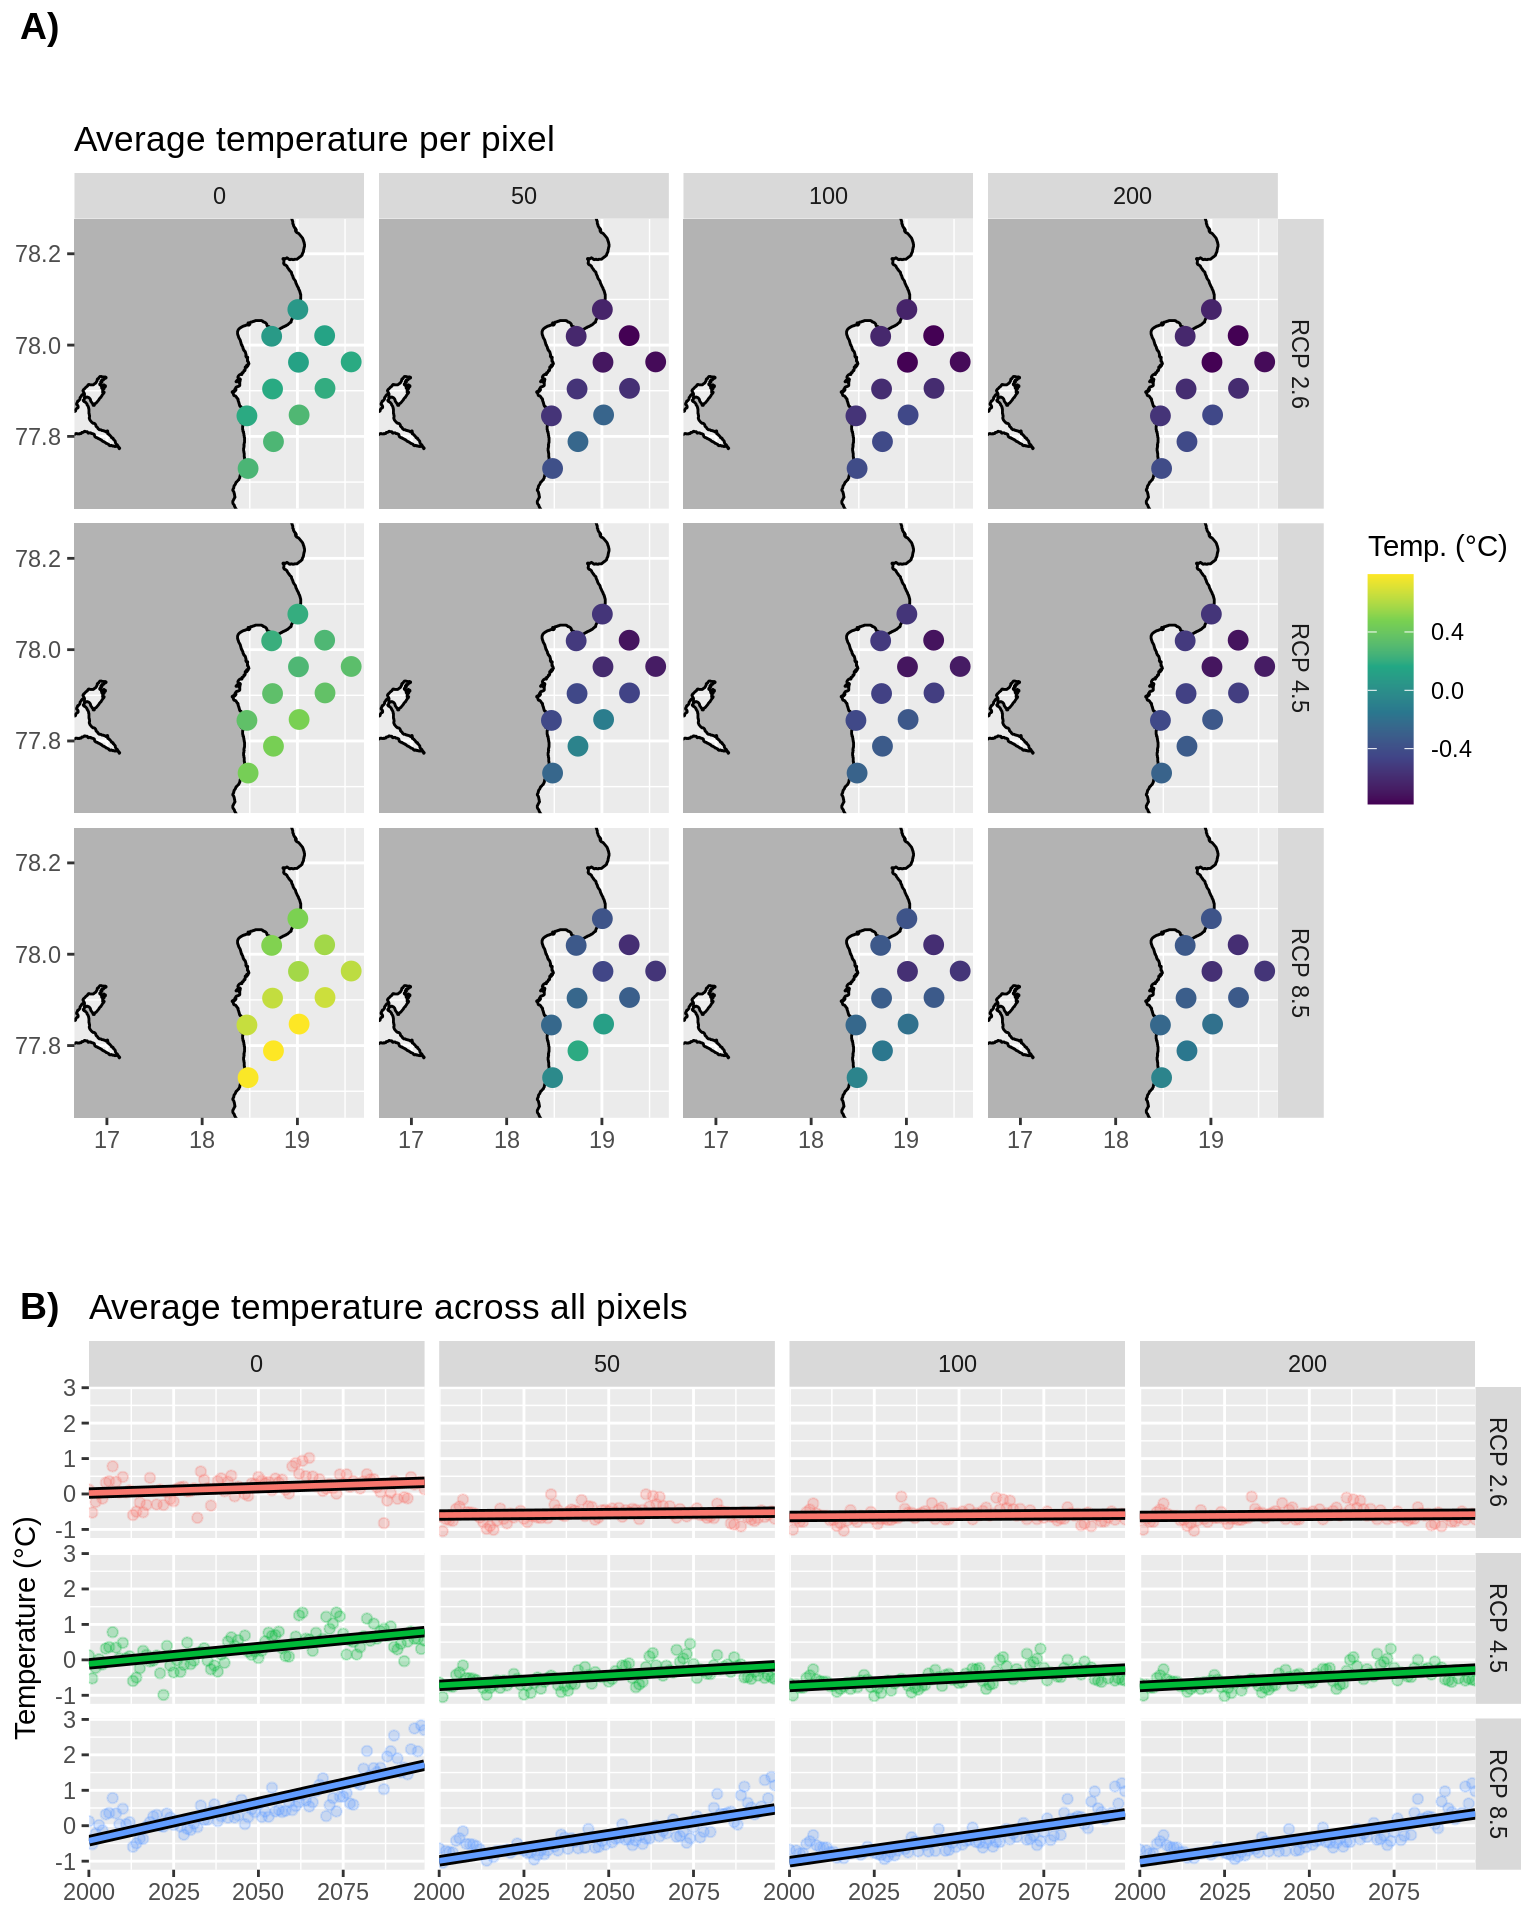 A)
Average temperature per pixel
0 50 100 200
78.2
78.0
77.8
RCP 2.6
78.2
78.0
77.8
RCP 4.5
Temp. (°C)
0.4
0.0
-0.4
78.2
78.0
77.8
RCP 8.5
17 18 19 17 18 19 17 18 19 17 18 19
B) Average temperature across all pixels
0 50 100 200
Temperature (°C)
3
2
1
0
-1
RCP 2.6
3
2
1
0
-1
RCP 4.5
3
2
1
0
-1
RCP 8.5
2000 2025 2050 2075 2000 2025 2050 2075 2000 2025 2050 2075 2000 2025 2050 2075